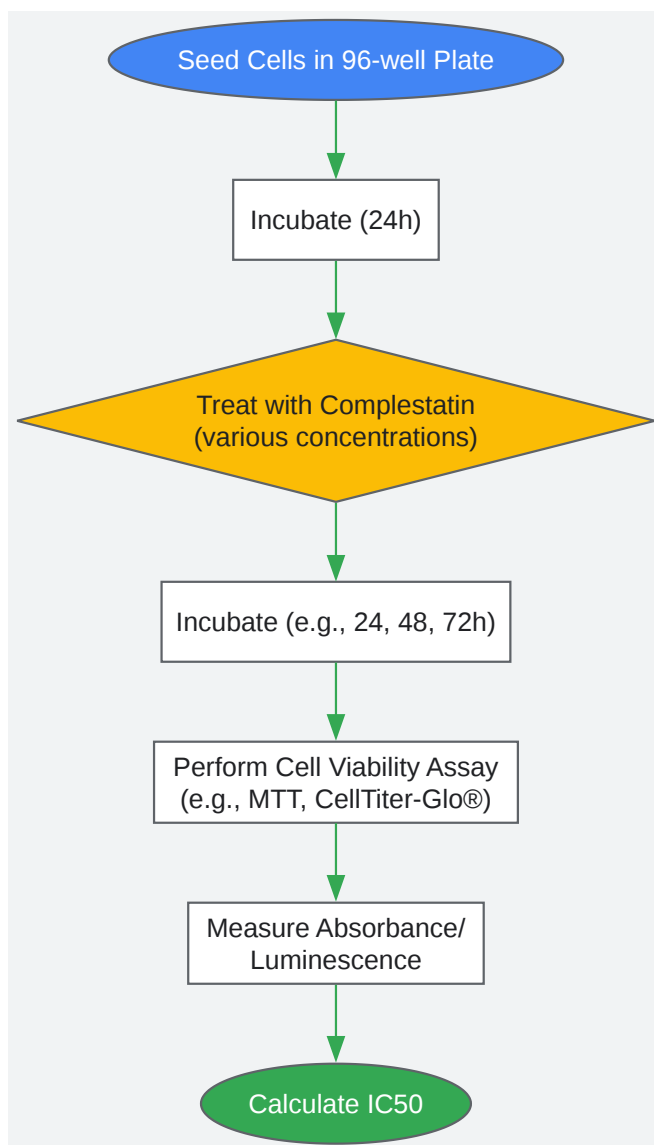 Seed Cells in 96-well Plate
Incubate (24h)
Treat with Complestatin
(various concentrations)
Incubate (e.g., 24, 48, 72h)
Perform Cell Viability Assay
(e.g., MTT, CellTiter-Glo®)
Measure Absorbance/
Luminescence
Calculate IC50